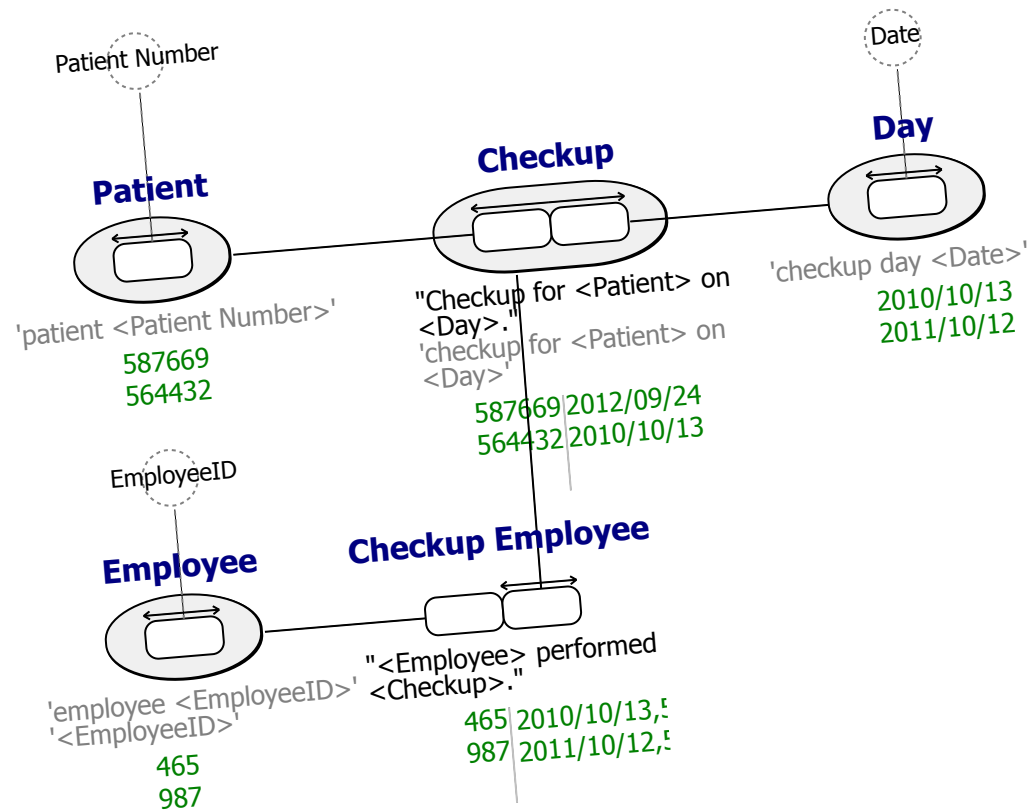 Patient Number
Date
Patient
Checkup
Day
"Checkup for <Patient> on
<Day>."
'checkup for <Patient> on
<Day>'
'checkup day <Date>'
2010/10/13
2011/10/12
'patient <Patient Number>'
587669
564432
587669 2012/09/24
564432 2010/10/13
EmployeeID
Employee
Checkup Employee
"<Employee> performed
<Checkup>."
'employee <EmployeeID>'
'<EmployeeID>'
465
987
465 2010/10/13,
987 2011/10/12,